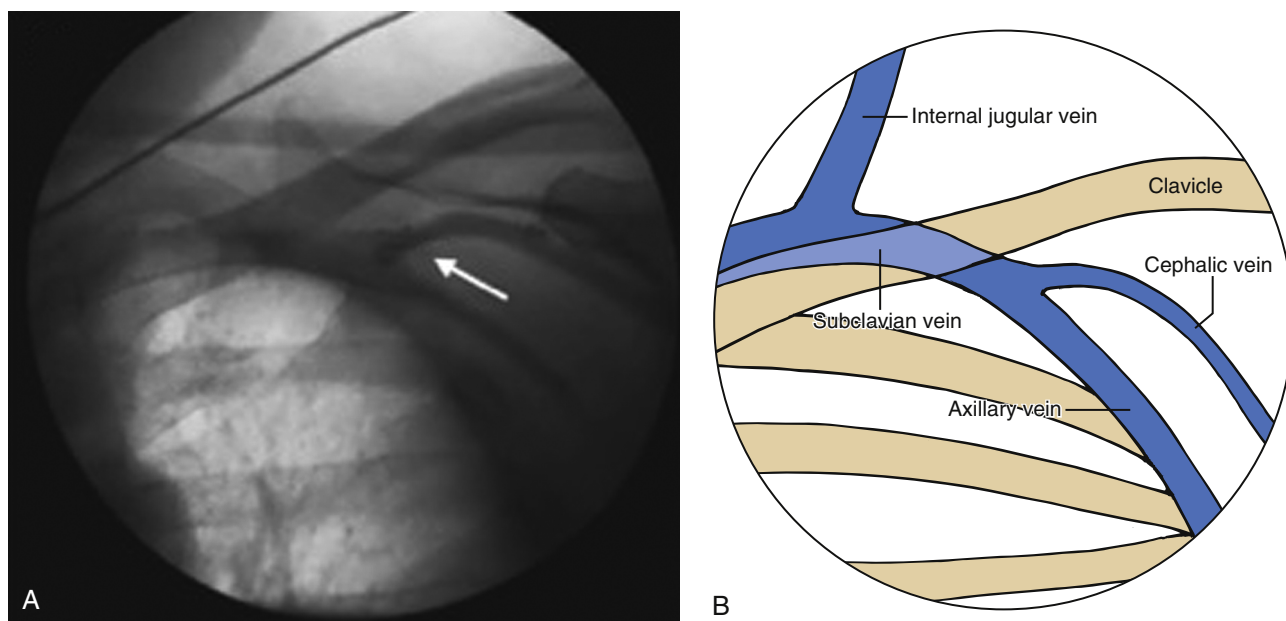 Internal jugular vein
Clavicle
Cephalic vein
Subclavian vein
Axillary vein
A
B